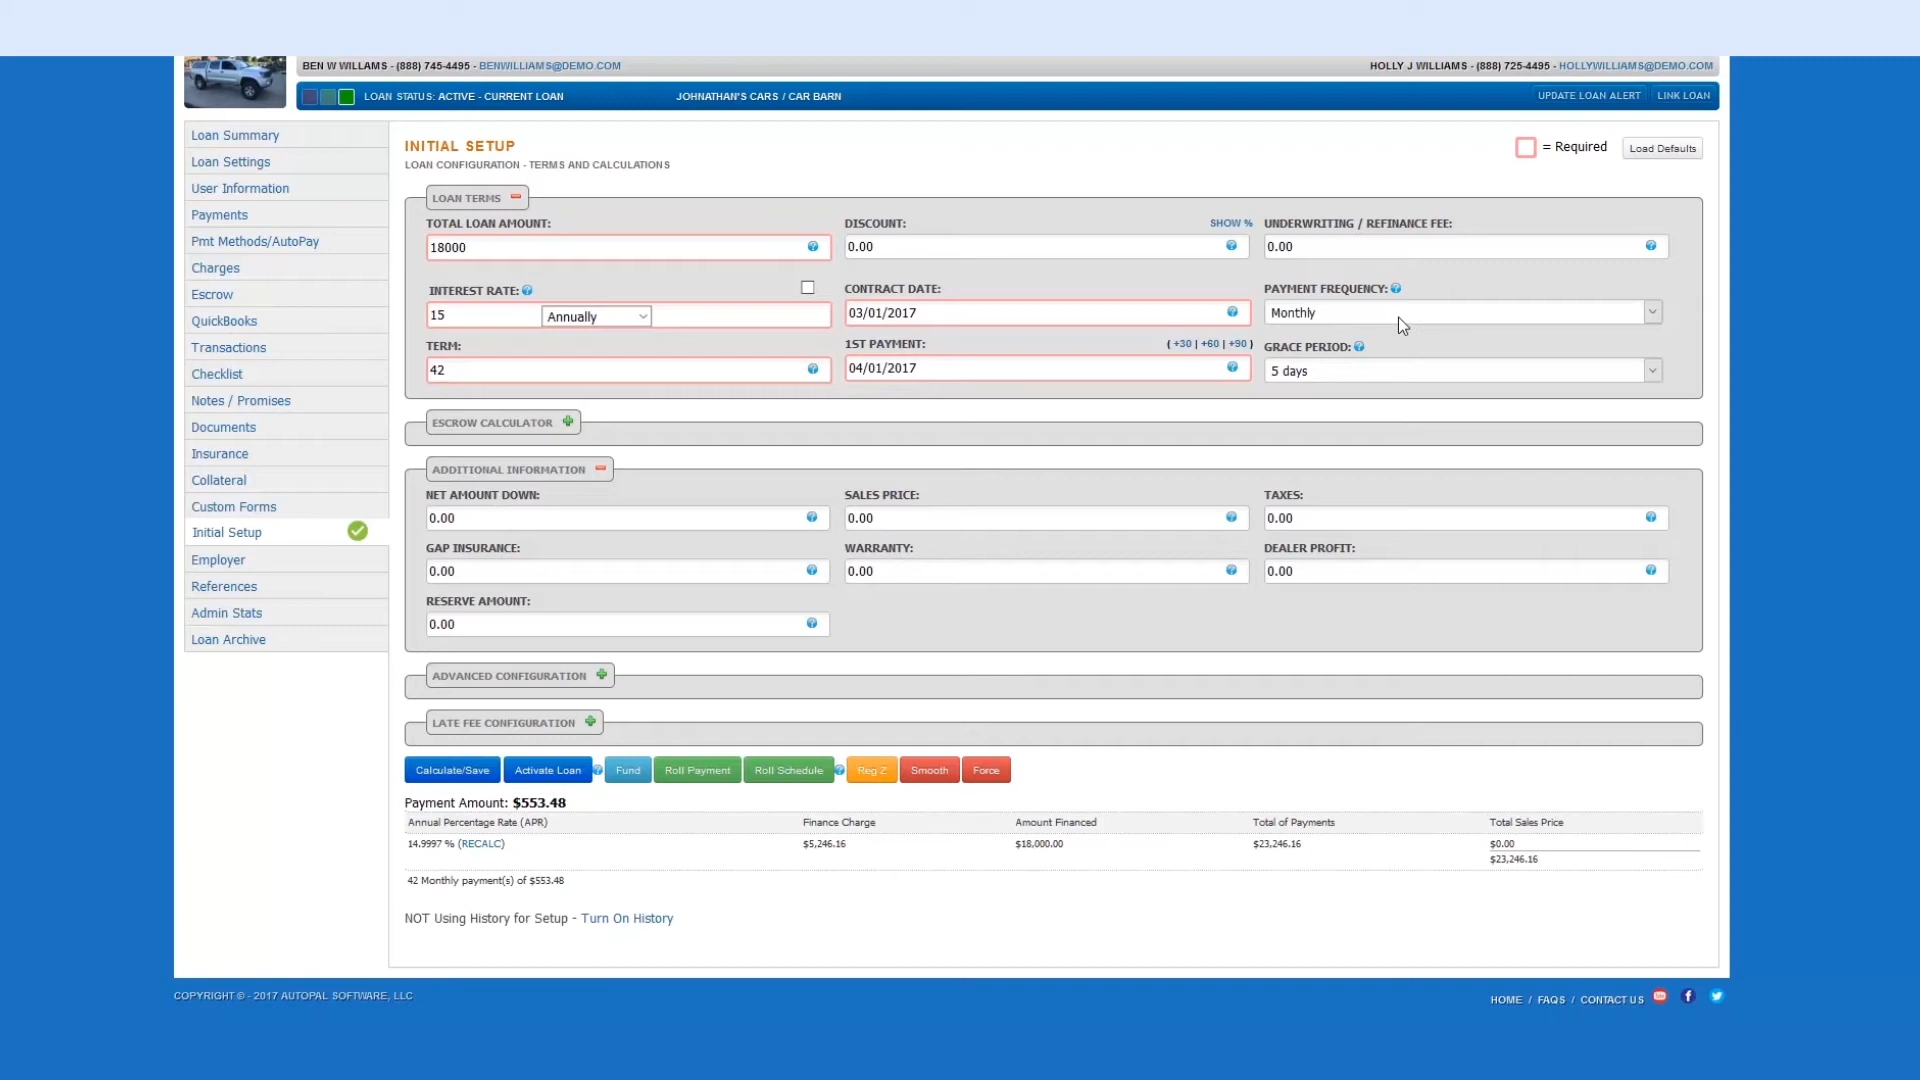 BEN W WILLAMS - (888) 745-4495 - BENWILLIAMS@DEMO.COM
HOLLY J WILLIAMS - (888) 725-4495 - HOLLYWILLIAMS@DEMO.COM
LOAN STATUS: ACTIVE - CURRENT LOAN
JOHNATHAN'S CARS / CAR BARN
UPDATE LOAN ALERT
LINK LOAN
Loan Summary
Loan Settings
User Information
Payments
Pmt Methods/AutoPay
Charges
Escrow
QuickBooks
Transactions
Checklist
Notes / Promises
Documents
Insurance
Collateral
Custom Forms
Initial Setup
Employer
References
Admin Stats
Loan Archive
INITIAL SETUP
LOAN CONFIGURATION - TERMS AND CALCULATIONS
= Required
Load Defaults
LOAN TERMS
TOTAL LOAN AMOUNT:
18000
DISCOUNT:
SHOW %
0.00
UNDERWRITING / REFINANCE FEE:
0.00
INTEREST RATE:
15
Annually
CONTRACT DATE:
03/01/2017
PAYMENT FREQUENCY:
Monthly
TERM:
42
1ST PAYMENT:
( +30 | +60 | +90 )
04/01/2017
GRACE PERIOD:
5 days
ESCROW CALCULATOR
ADDITIONAL INFORMATION
NET AMOUNT DOWN:
0.00
SALES PRICE:
0.00
TAXES:
0.00
GAP INSURANCE:
0.00
WARRANTY:
0.00
DEALER PROFIT:
0.00
RESERVE AMOUNT:
0.00
ADVANCED CONFIGURATION
LATE FEE CONFIGURATION
Calculate/Save
Activate Loan
Fund
Roll Payment
Roll Schedule
Reg Z
Smooth
Force
Payment Amount: $553.48
Annual Percentage Rate (APR)
Finance Charge
Amount Financed
Total of Payments
Total Sales Price
14.9997 % (RECALC)
$5,246.16
$18,000.00
$23,246.16
$0.00
$23,246.16
42 Monthly payment(s) of $553.48
NOT Using History for Setup - Turn On History
COPYRIGHT © - 2017 AUTOPAL SOFTWARE, LLC
HOME / FAQS / CONTACT US